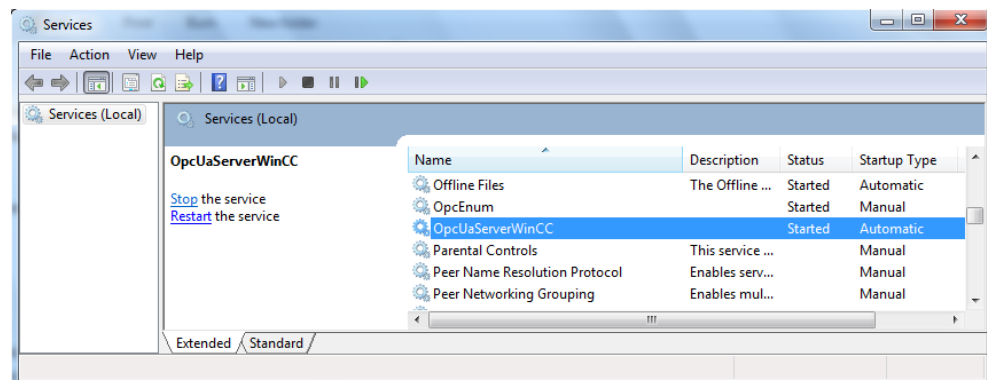 Services
File Action View Help
Services (Local)
Services (Local)
OpcUaServerWinCC
Stop the service
Restart the service
Name Description Status Startup Type
Offline Files The Offline ... Started Automatic
OpcEnum Started Manual
OpcUaServerWinCC Started Automatic
Parental Controls This service ... Manual
Peer Name Resolution Protocol Enables serv... Manual
Peer Networking Grouping Enables mul... Manual
Extended Standard